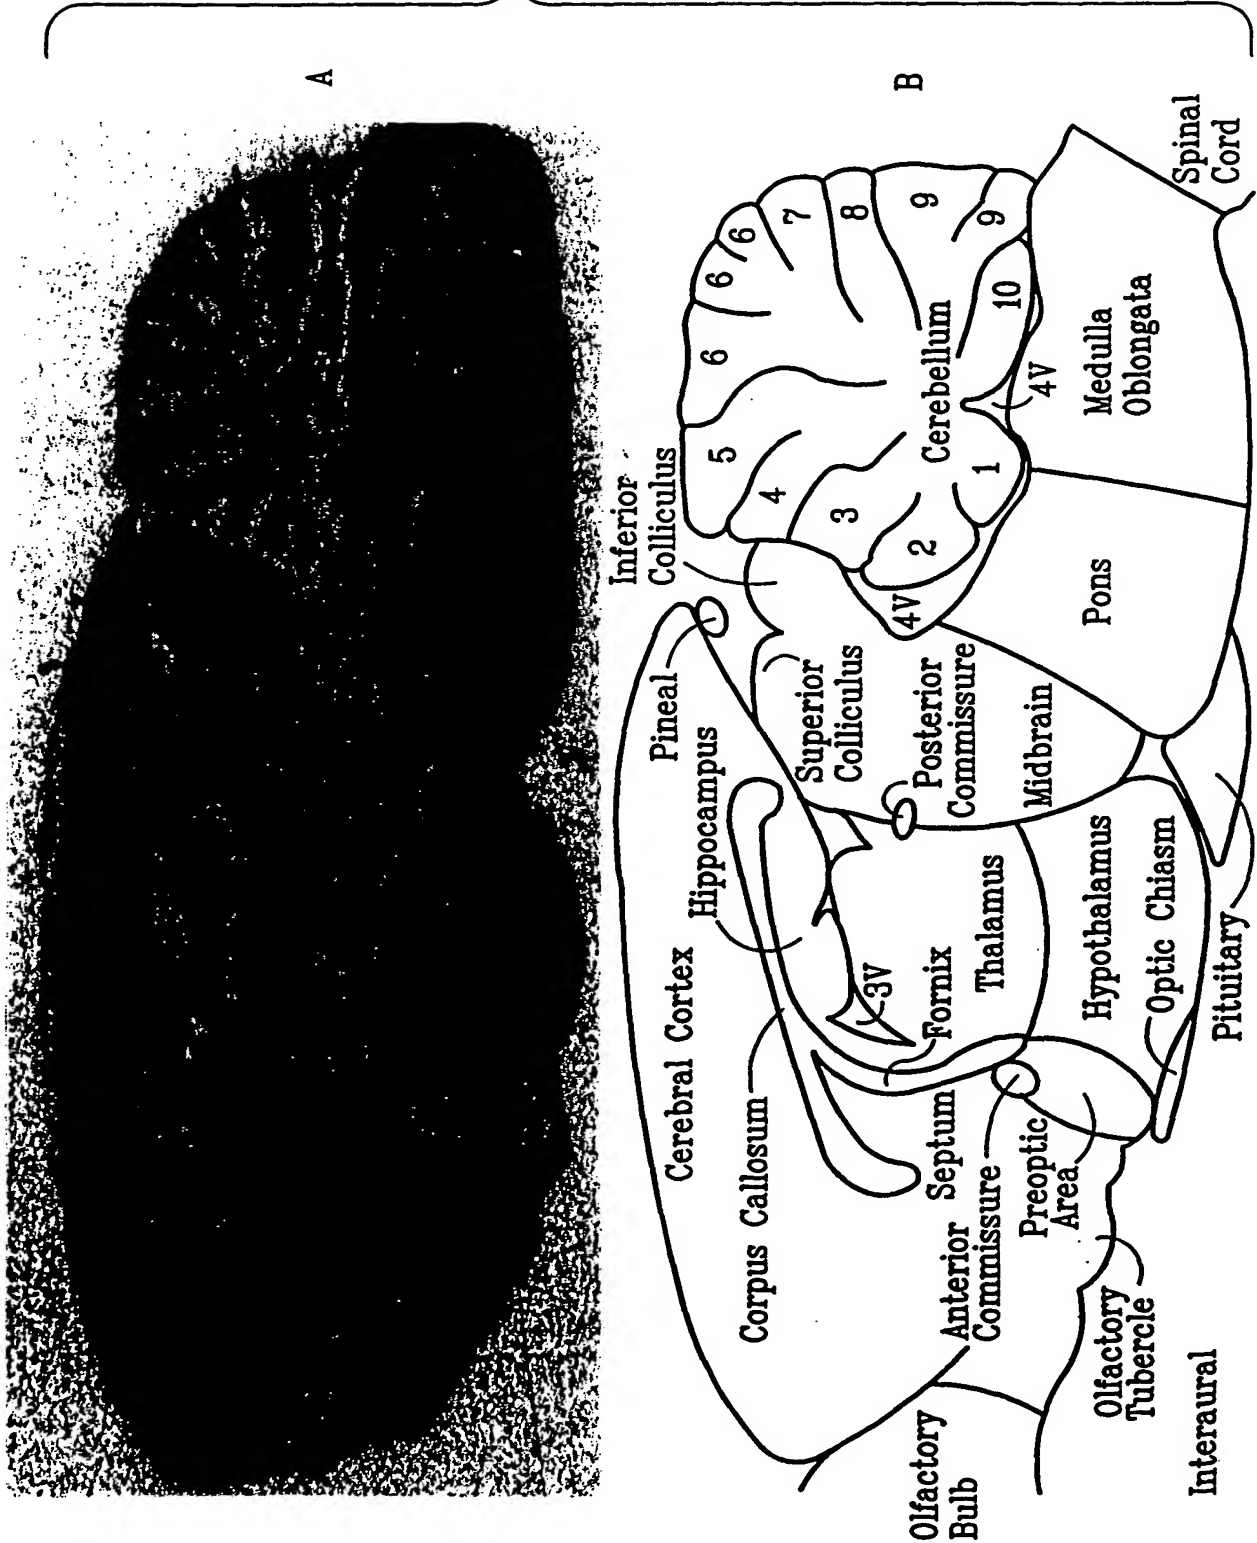 A
B
Inferior
Colliculus
Pineal
Hippocampus
Cerebral Cortex
Corpus Callosum
Superior
Colliculus
Posterior
Commissure
Midbrain
Pons
4V
4V
Cerebellum
1
2
3
4
5
6
6
6
7
8
9
9
10
Medulla
Oblongata
Spinal
Cord
3V
Fornix
Thalamus
Hypothalamus
Optic Chiasm
Pituitary
Septum
Anterior
Commissure
Preoptic
Area
Olfactory
Tubercle
Olfactory
Bulb
Interaural